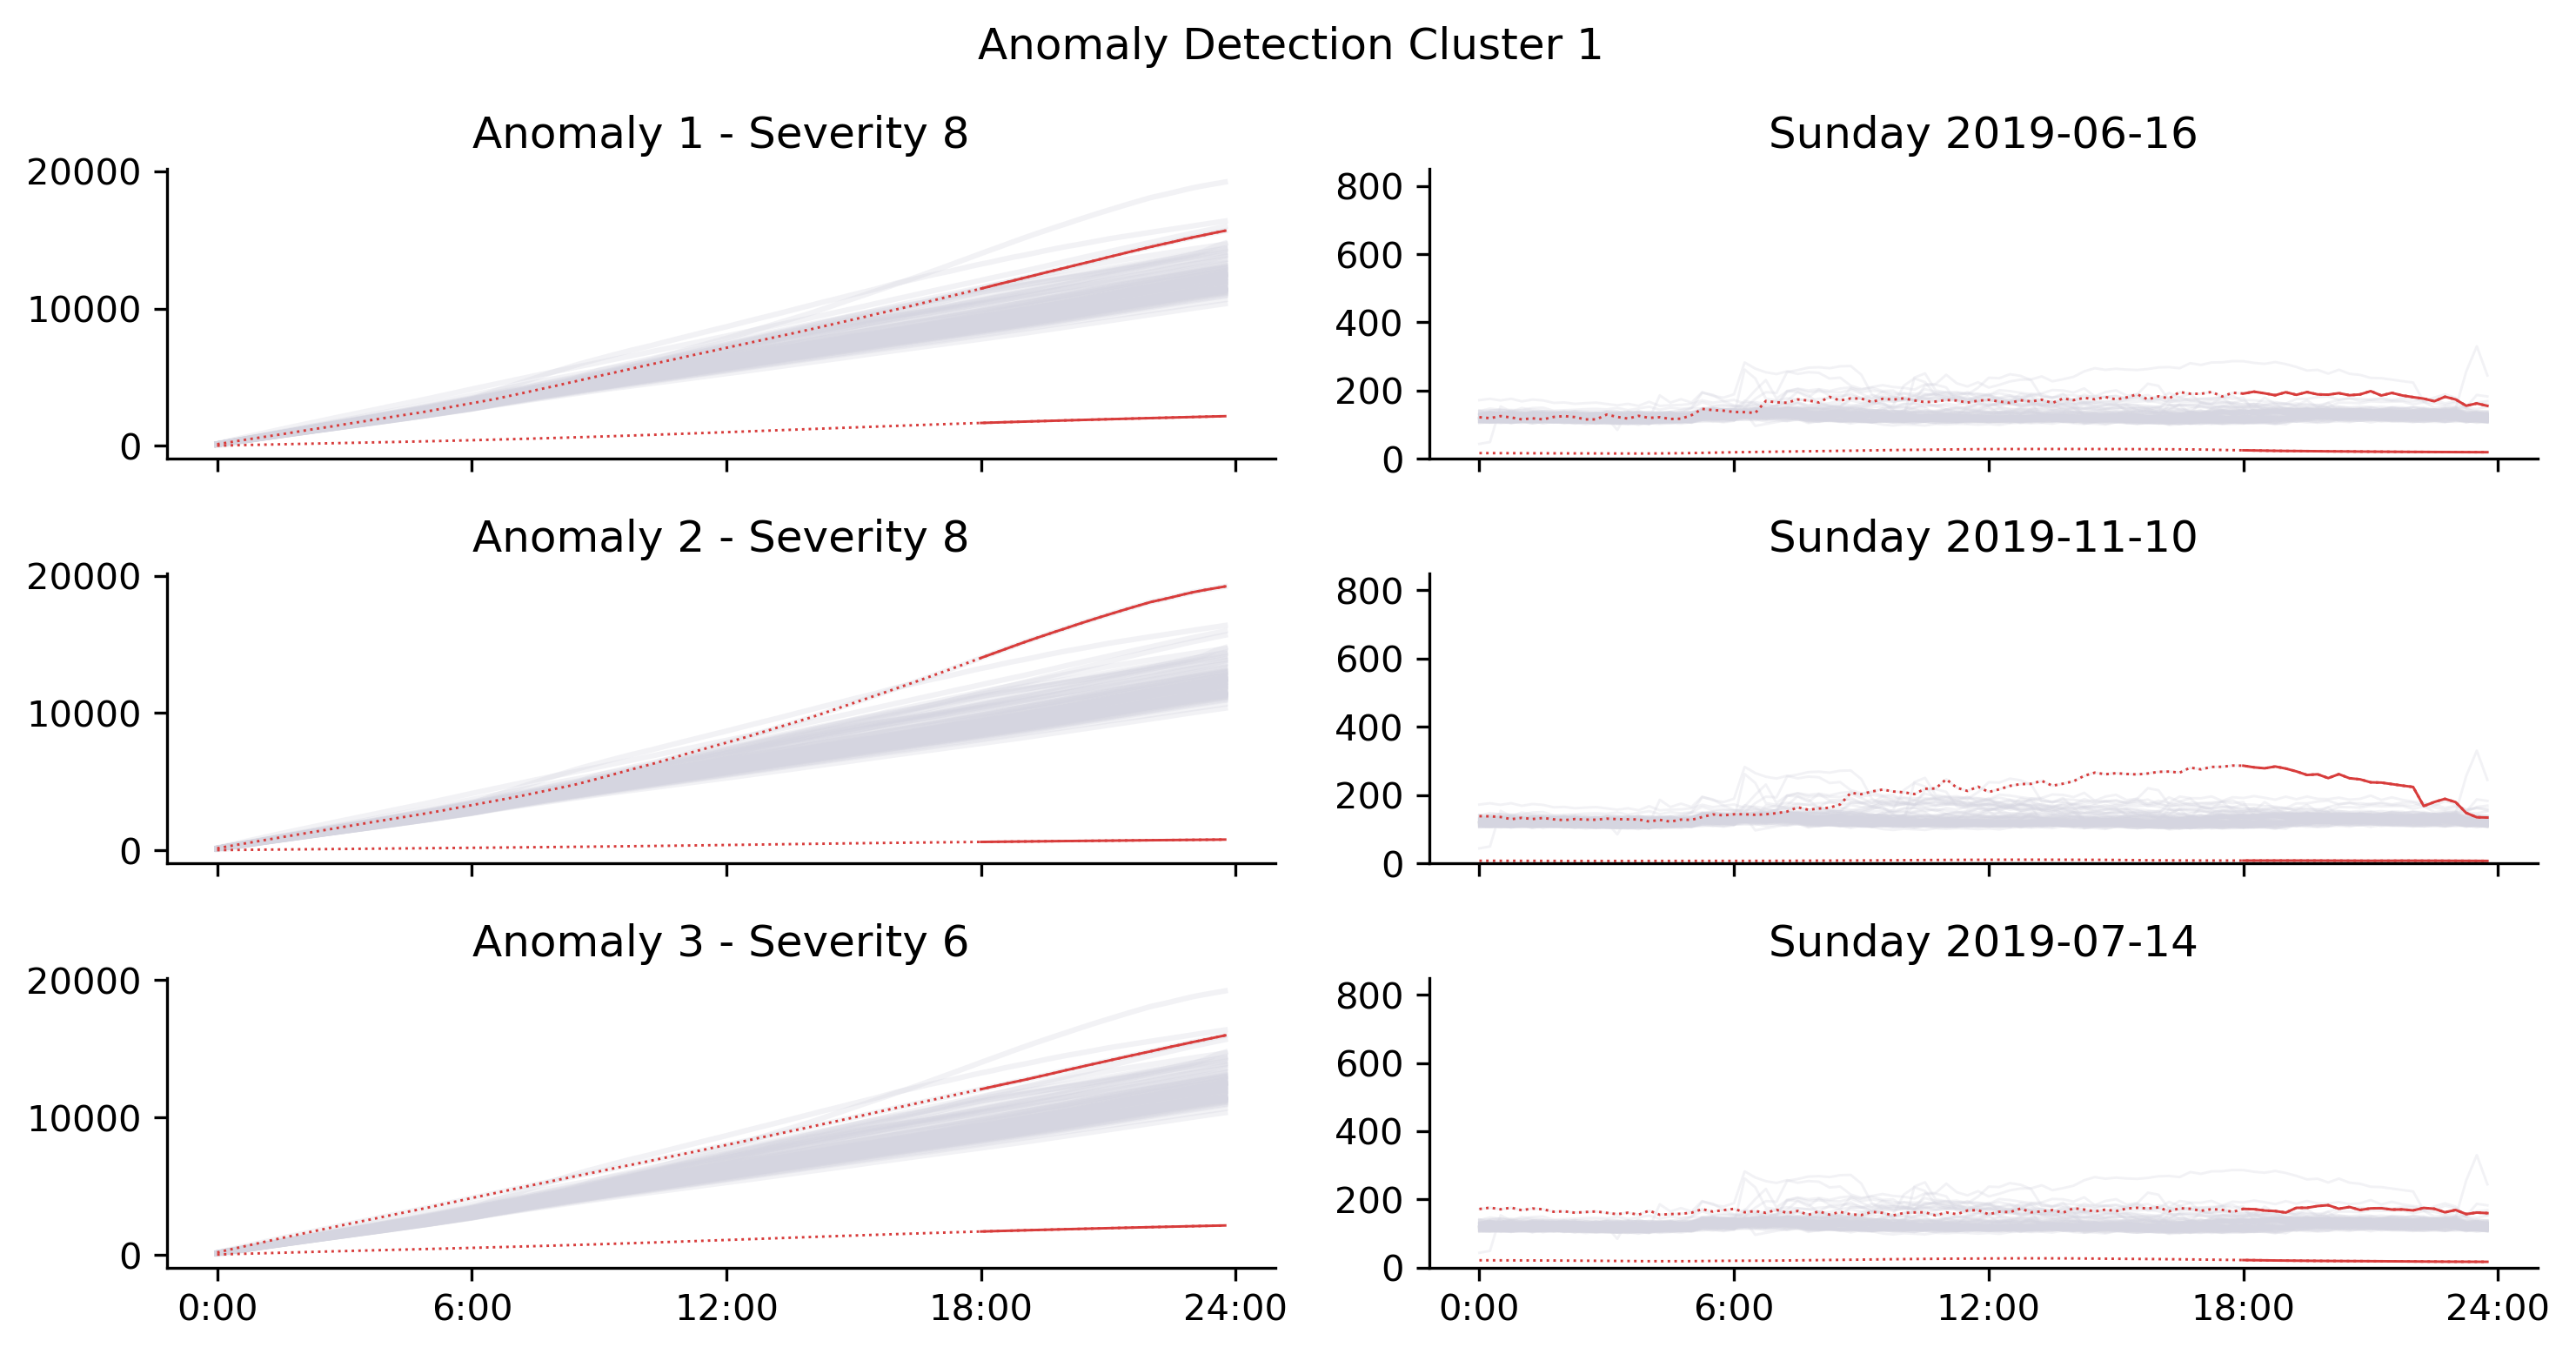 Anomaly Detection Cluster 1
Anomaly 1 - Severity 8
20000
10000
0
Sunday 2019-06-16
800
600
400
200
0
Anomaly 2 - Severity 8
20000
10000
0
Sunday 2019-11-10
800
600
400
200
0
Anomaly 3 - Severity 6
20000
10000
0
0:00 6:00 12:00 18:00 24:00
Sunday 2019-07-14
800
600
400
200
0
0:00 6:00 12:00 18:00 24:00